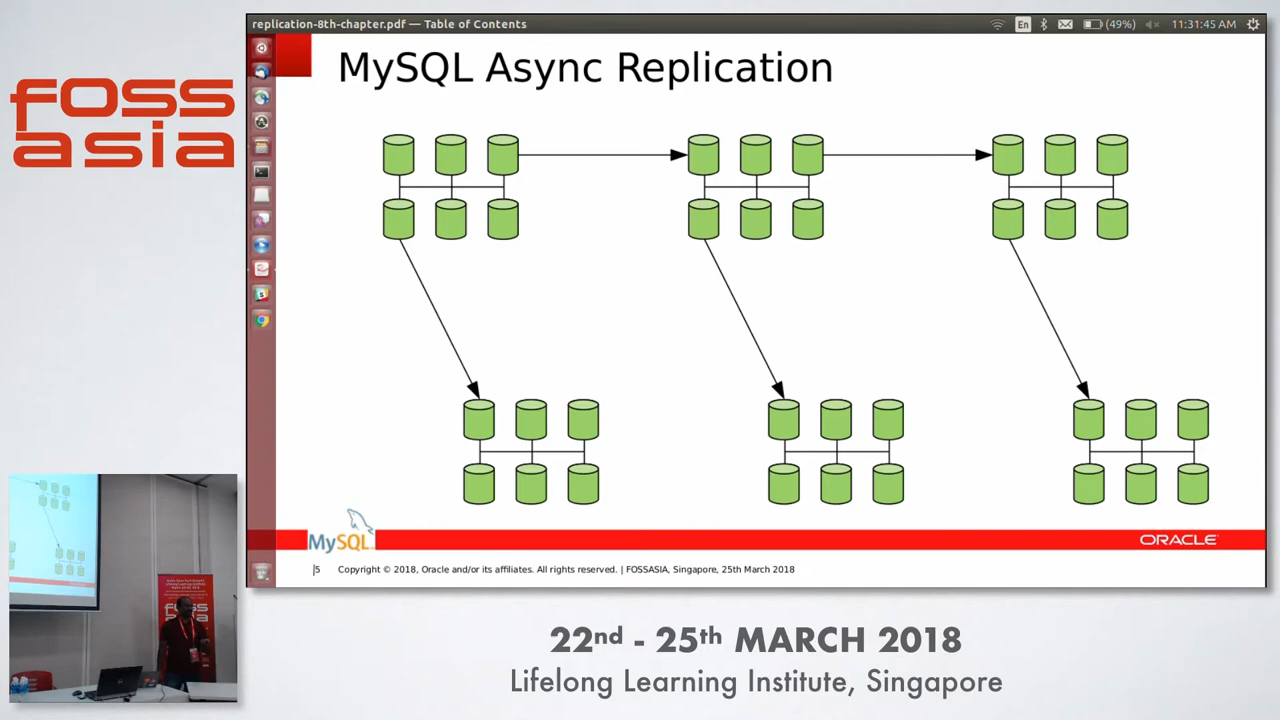 foss
asia
replication-8th-chapter.pdf — Table of Contents
En
(49%)
11:31:45 AM
MySQL Async Replication
MySQL
ORACLE
5
Copyright © 2018, Oracle and/or its affiliates. All rights reserved. | FOSSASIA, Singapore, 25th March 2018
foss
asia
22nd - 25th MARCH 2018
Lifelong Learning Institute, Singapore